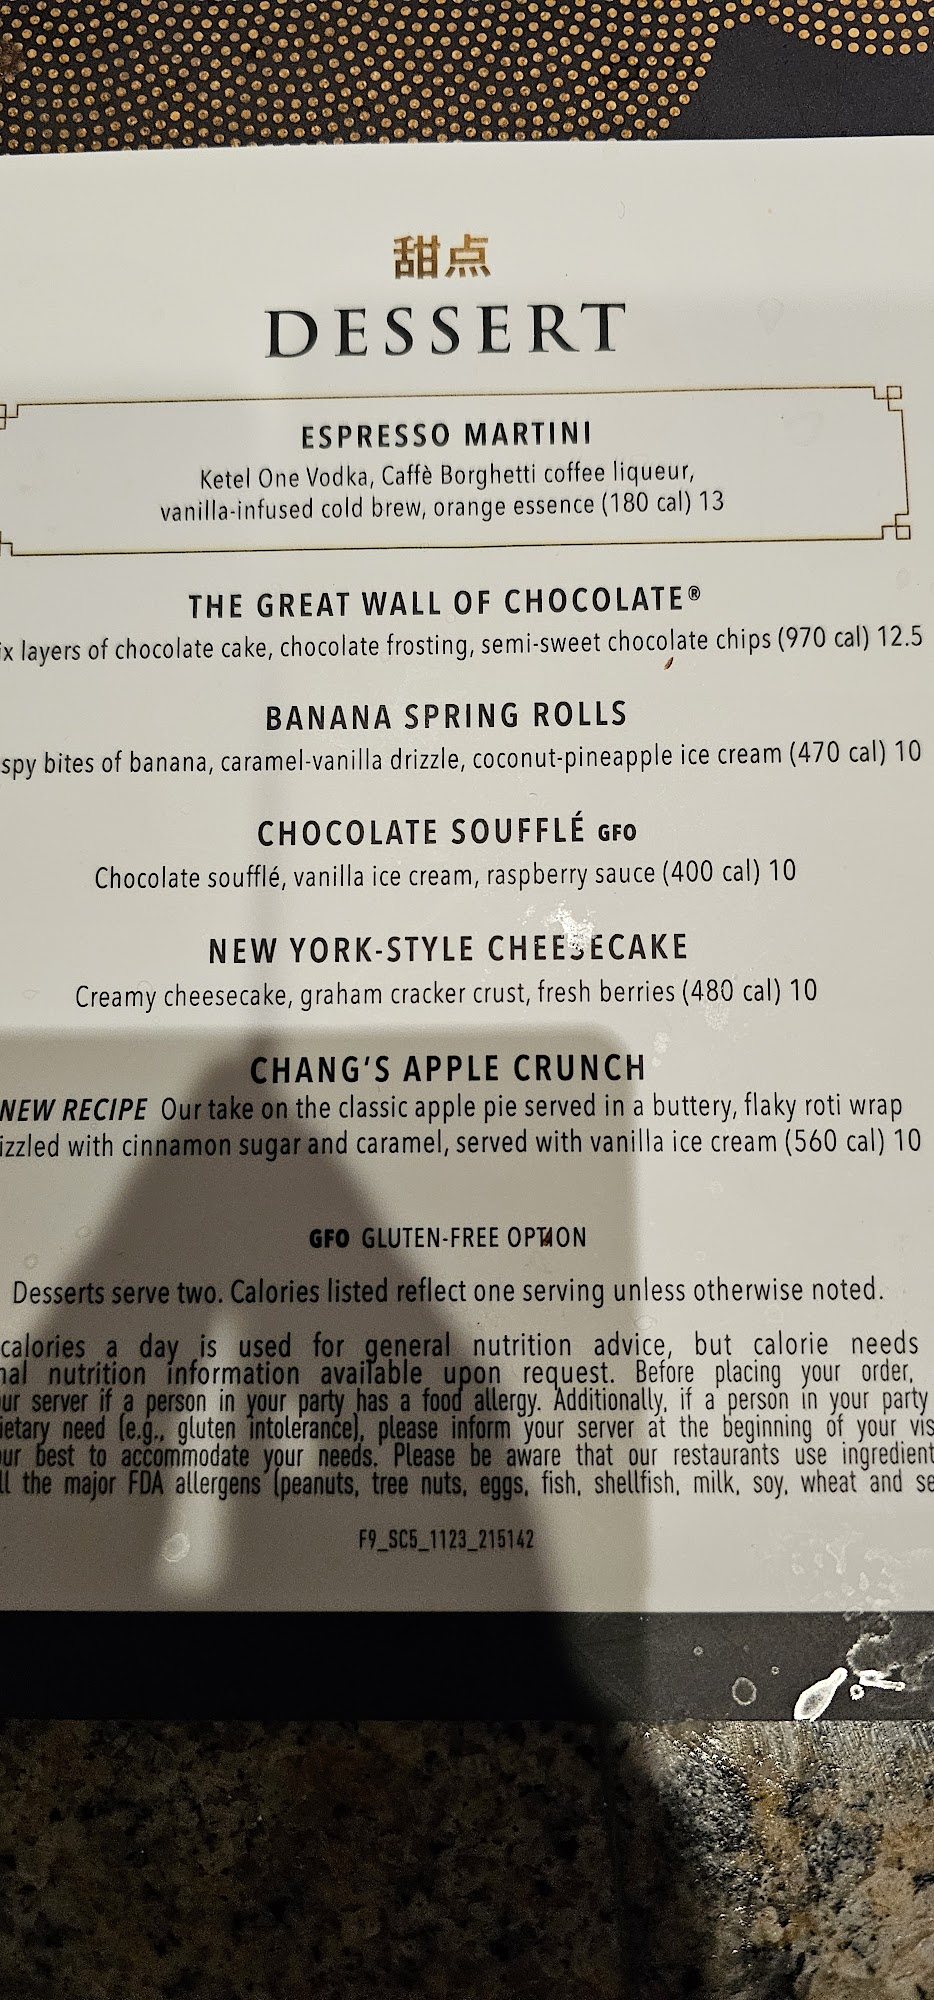 甜点
DESSERT
ESPRESSO MARTINI
Ketel One Vodka, Caffè Borghetti coffee liqueur,
vanilla-infused cold brew, orange essence (180 cal) 13
THE GREAT WALL OF CHOCOLATE®
layers of chocolate cake, chocolate frosting, semi-sweet chocolate chips (970 cal) 12.5
BANANA SPRING ROLLS
bites of banana, caramel-vanilla drizzle, coconut-pineapple ice cream (470 cal) 10
CHOCOLATE SOUFFLÉ GFO
Chocolate soufflé, vanilla ice cream, raspberry sauce (400 cal) 10
NEW YORK-STYLE CHEESECAKE
Creamy cheesecake, graham cracker crust, fresh berries (480 cal) 10
CHANG'S APPLE CRUNCH
NEW RECIPE Our take on the classic apple pie served in a buttery, flaky roti wrap
with cinnamon sugar and caramel, served with vanilla ice cream (560 cal) 10
GFO GLUTEN-FREE OPTION
Desserts serve two. Calories listed reflect one serving unless otherwise noted.
calories a day is used for general nutrition advice, but calorie needs
nutrition information available upon request. Before placing your order,
server if a person in your party has a food allergy. Additionally, if a person in your party
need (e.g., gluten intolerance), please inform your server at the beginning of your
best to accommodate your needs. Please be aware that our restaurants use
the major FDA allergens (peanuts, tree nuts, eggs, fish, shellfish, milk, soy, wheat and
F9_SC5_1123_215142